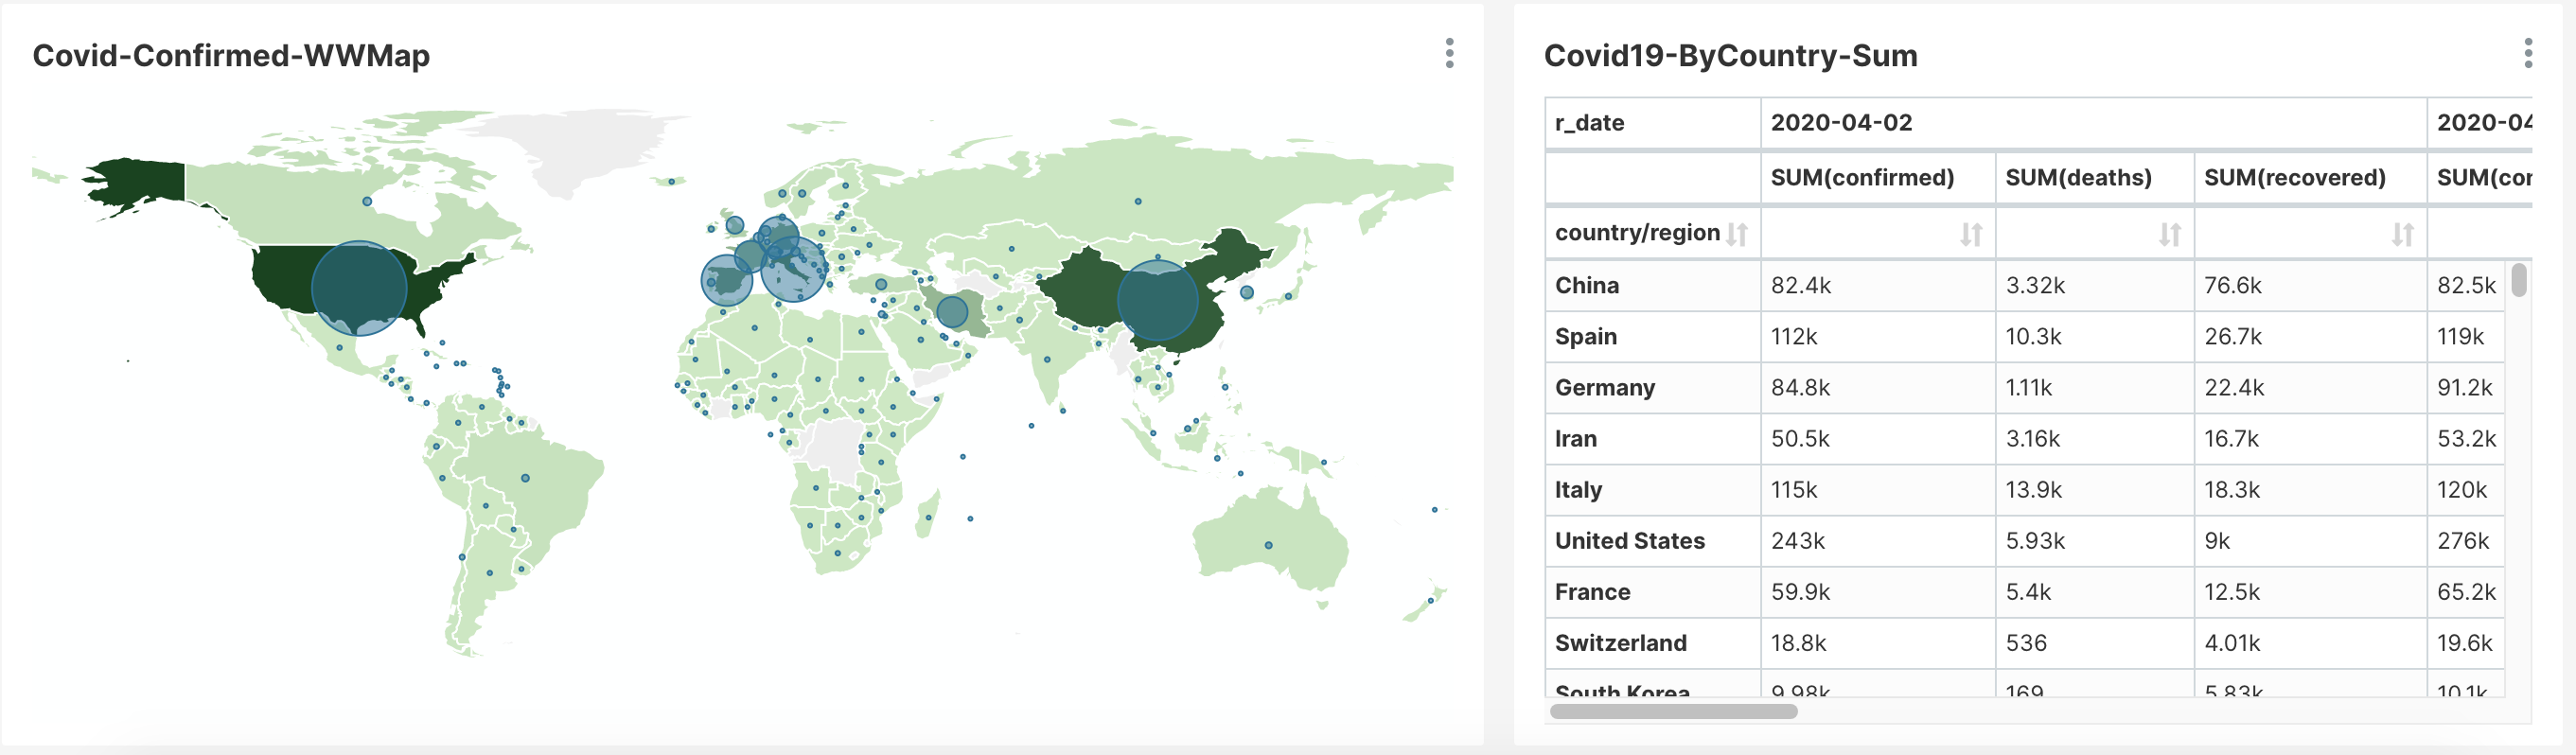 Covid-Confirmed-WWMap
Covid19-ByCountry-Sum
r_date 2020-04-02 2020-04
SUM(confirmed) SUM(deaths) SUM(recovered) SUM(cor
country/region
China 82.4k 3.32k 76.6k 82.5k
Spain 112k 10.3k 26.7k 119k
Germany 84.8k 1.11k 22.4k 91.2k
Iran 50.5k 3.16k 16.7k 53.2k
Italy 115k 13.9k 18.3k 120k
United States 243k 5.93k 9k 276k
France 59.9k 5.4k 12.5k 65.2k
Switzerland 18.8k 536 4.01k 19.6k
South Korea 9.98k 169 5.83k 10.1k